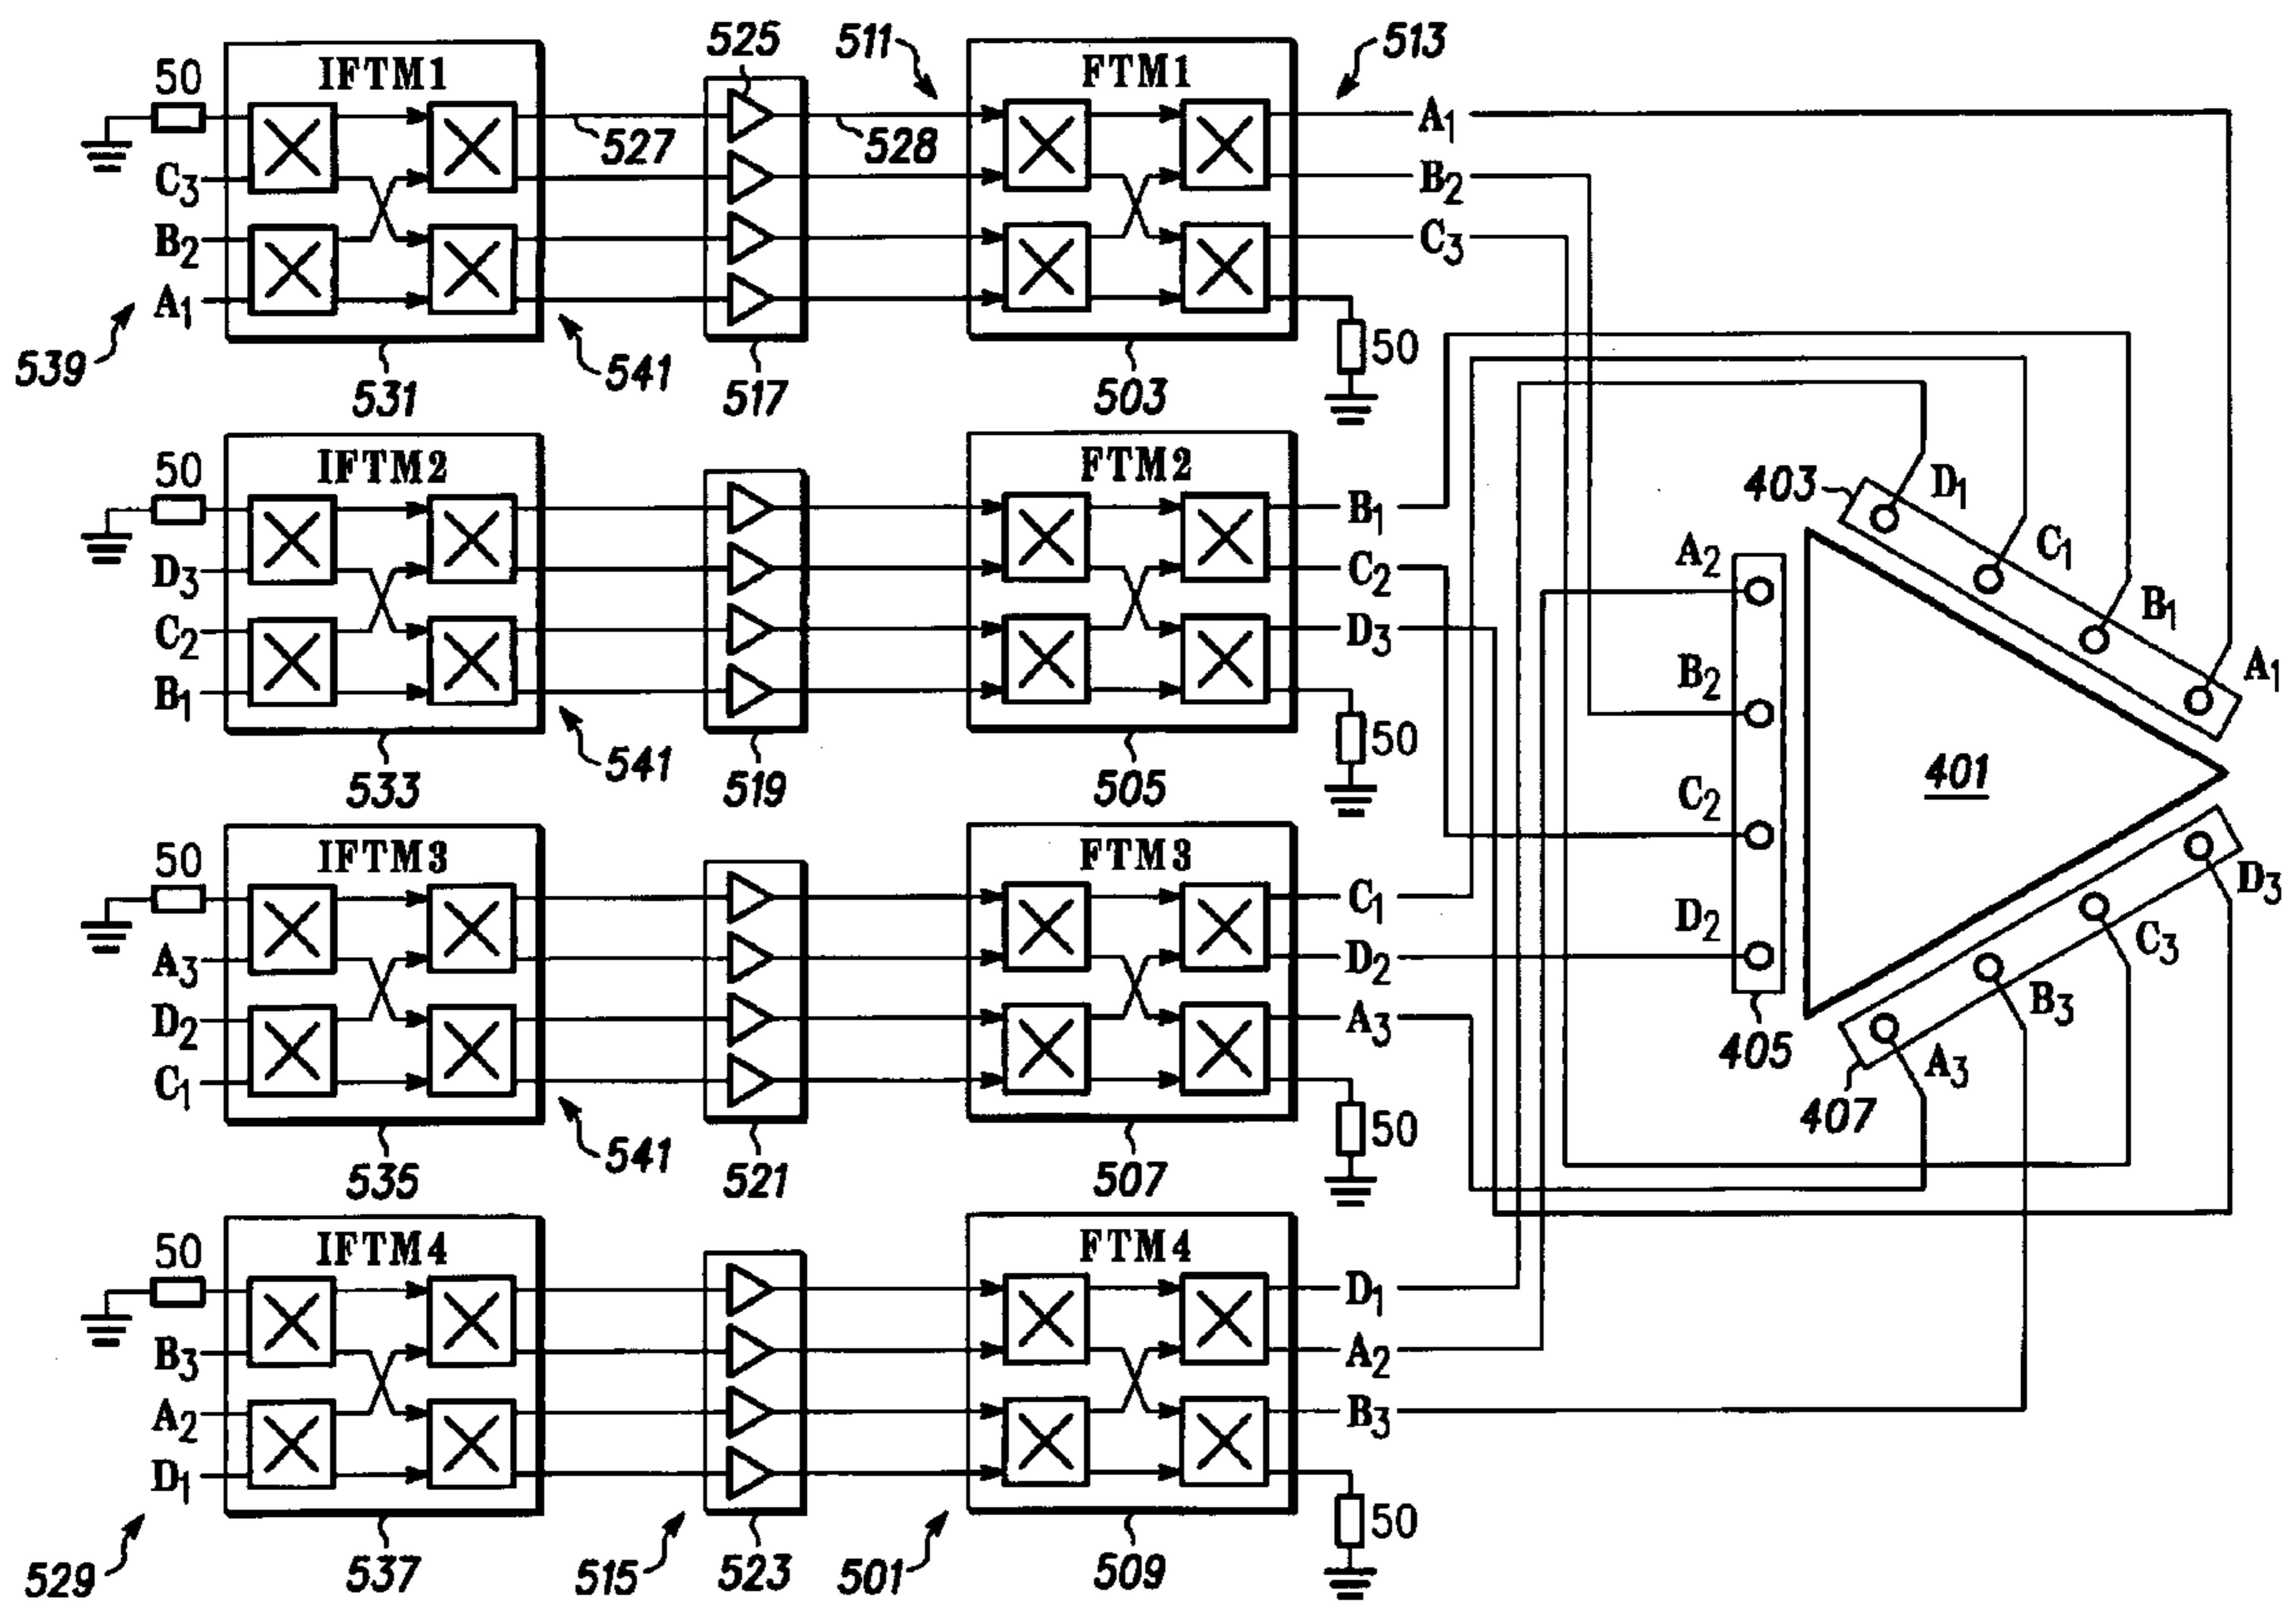 525 511 513
50 IFTM1 FTM1
527 528
A1
C3 B2
B2 C3
A1
539 531 541 517 503 50
50 IFTM2 FTM2
403 D1
D3 B1 A2 C1
C2 C2 B2 B1
B1 D3 A1
533 541 519 505 50
401
50 IFTM3 FTM3 C2
A3 C1 D2 D3
D2 D2 C3
C1 A3 B3
535 541 521 507 50
405 407 A3
50 IFTM4 FTM4
B3 D1
A2 A2
D1 B3
529 537 515 523 501 509 50